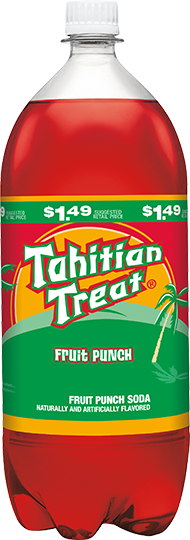 $1.49 SUGGESTED RETAIL PRICE $1.49
Tahitian
Treat®
FRUIT PUNCH
FRUIT PUNCH SODA
NATURALLY AND ARTIFICIALLY FLAVORED